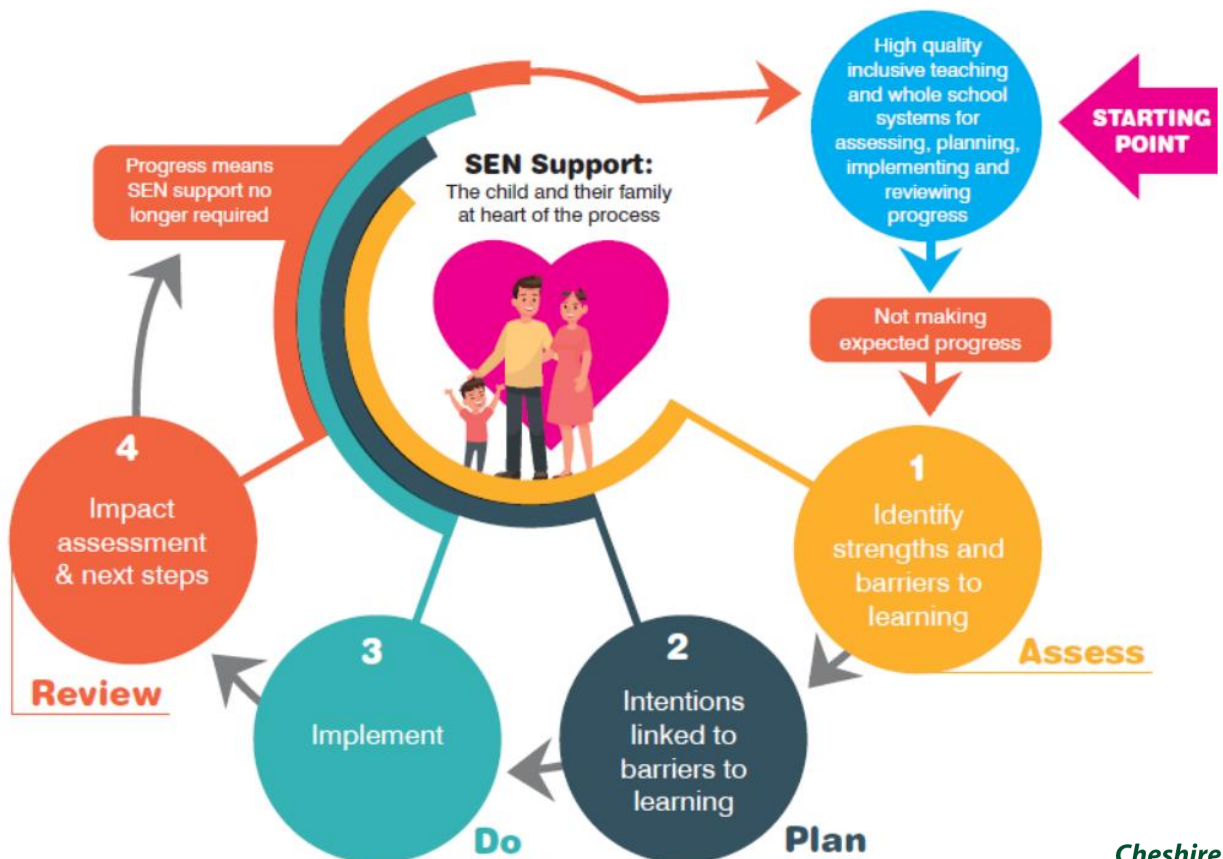 High quality
inclusive teaching
and whole school
systems for
assessing, planning,
implementing and
reviewing
progress
STARTING
POINT
Not making
expected progress
SEN Support:
The child and their family
at heart of the process
Progress means
SEN support no
longer required
1
Identify
strengths and
barriers to
learning
Assess
2
Intentions
linked to
barriers to
learning
Plan
3
Implement
Do
4
Impact
assessment
& next steps
Review
Cheshire